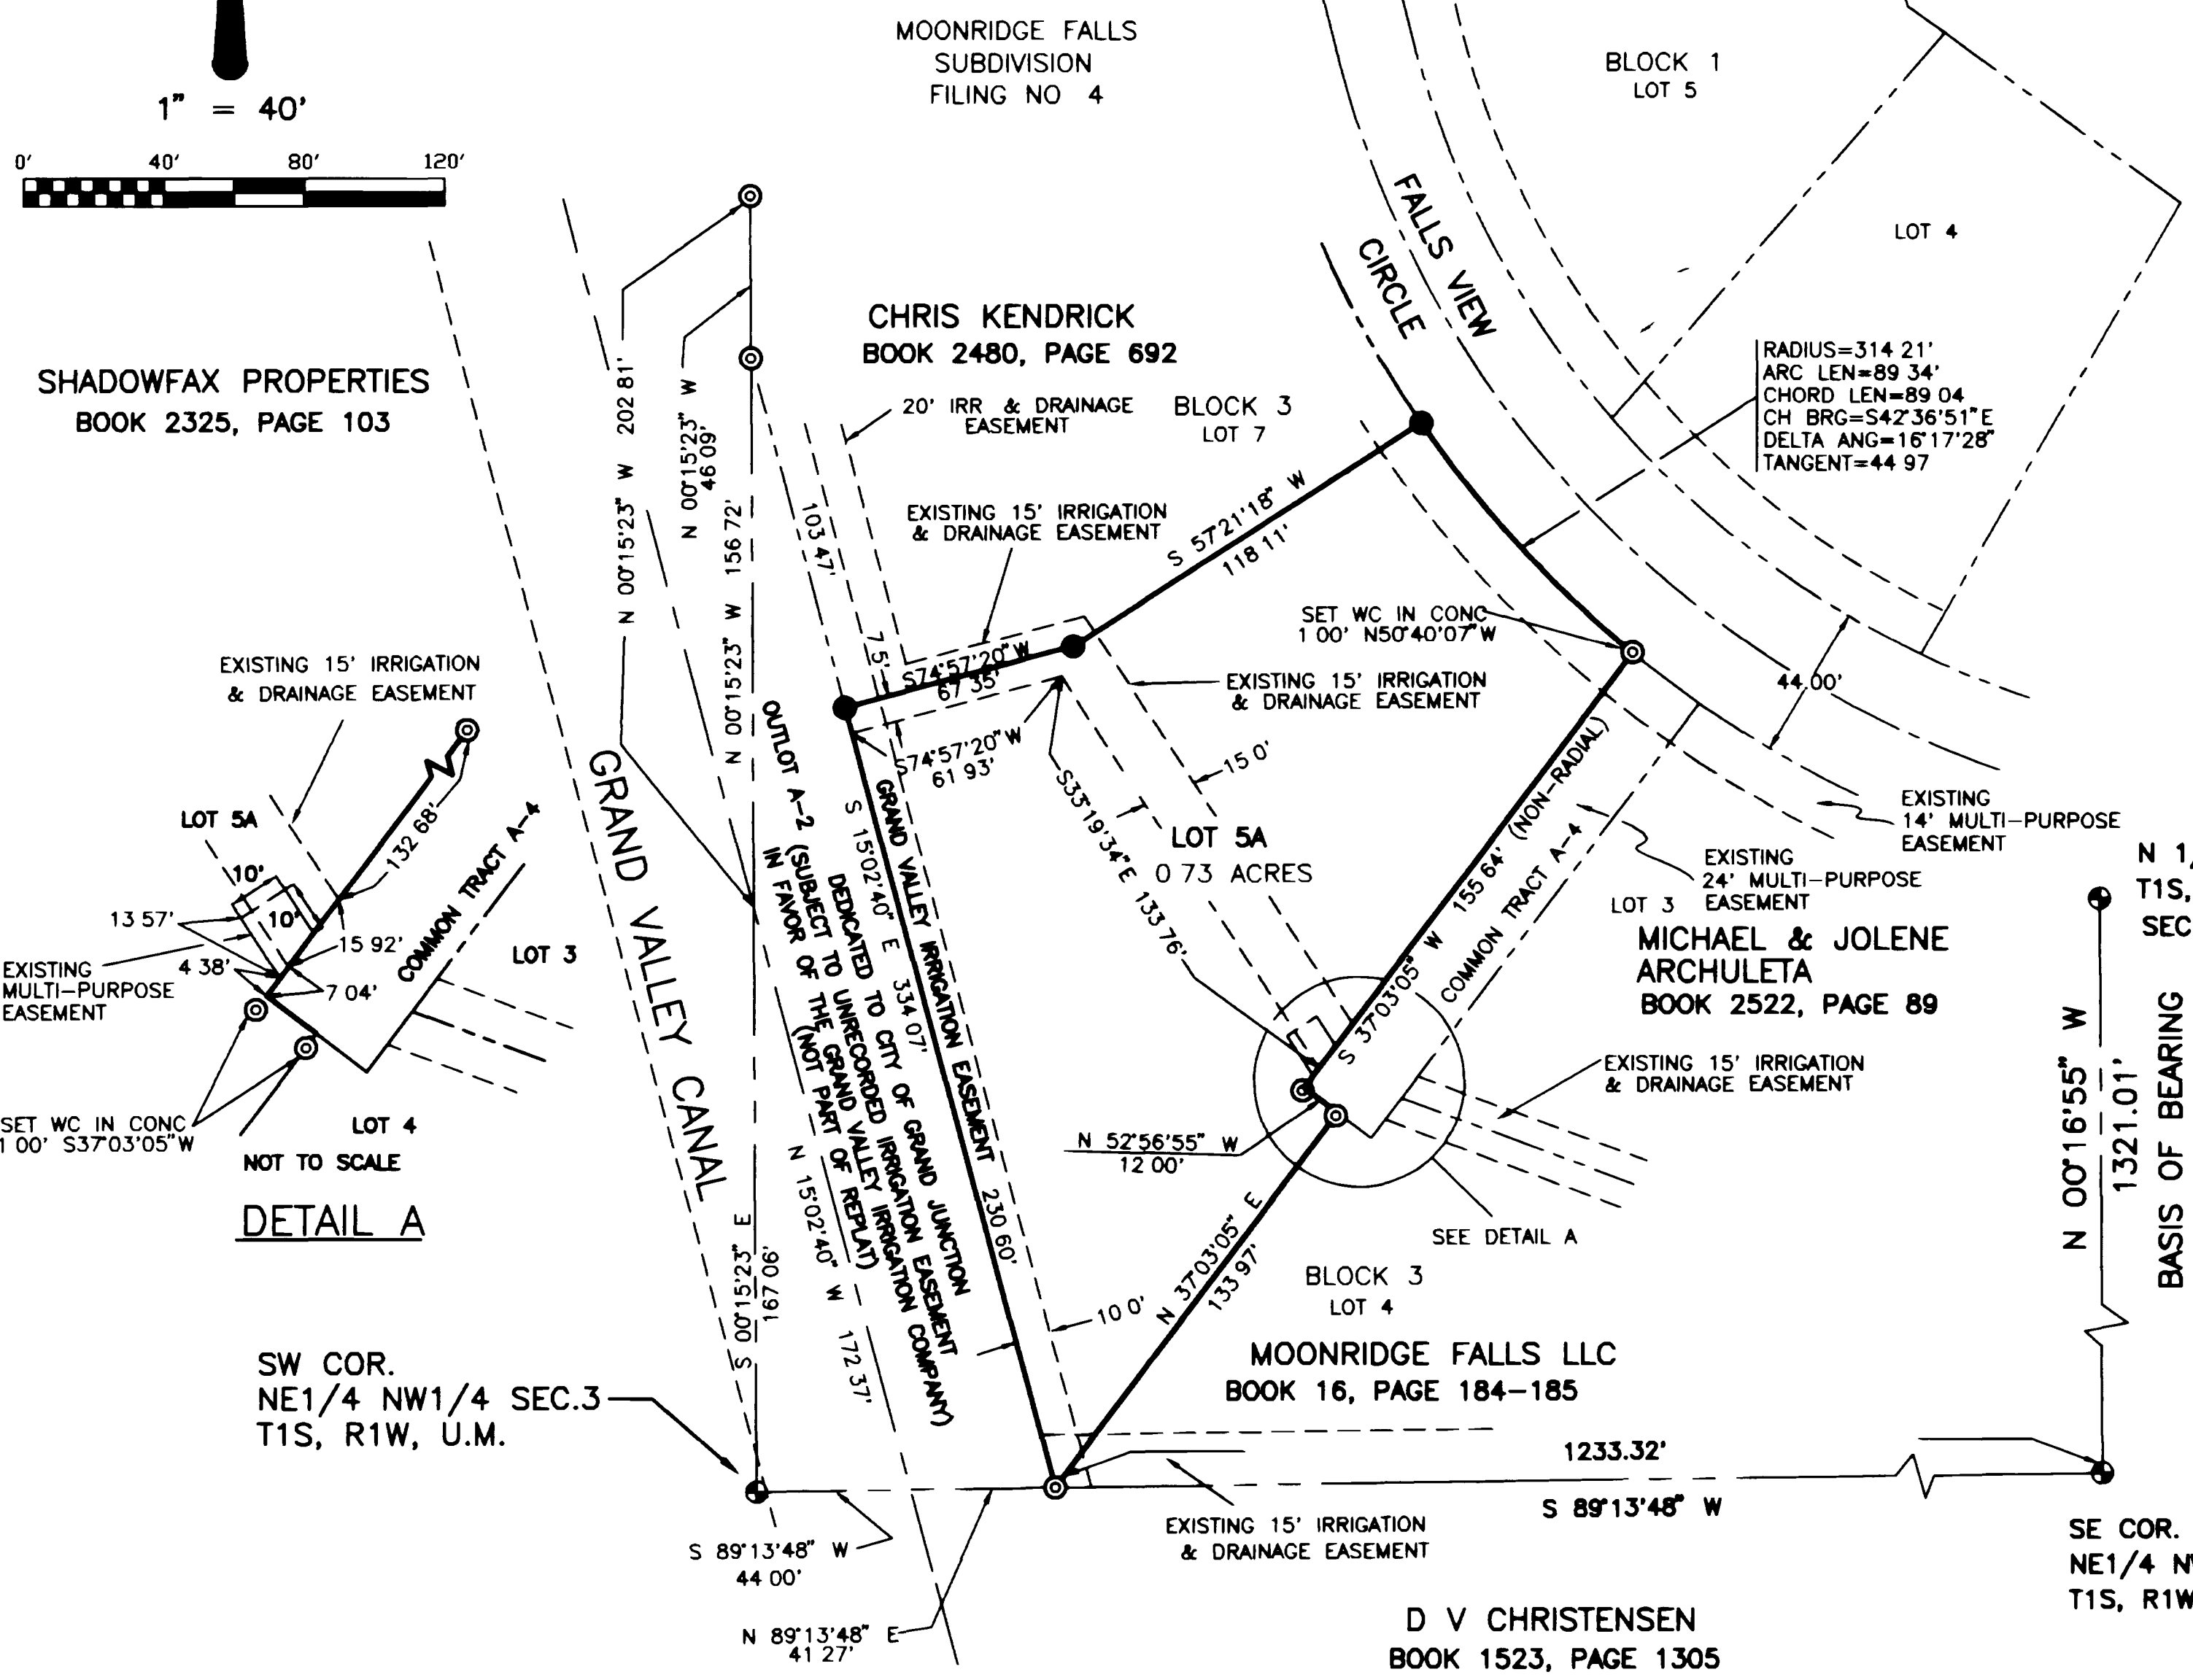 MOONRIDGE FALLS
SUBDIVISION
FILING NO 4
1" = 40'
0' 40' 80' 120'
BLOCK 1
LOT 5
LOT 4
FALLS VIEW
CIRCLE
RADIUS=314 21'
ARC LEN=89 34'
CHORD LEN=89 04
CH BRG=S42°36'51"E
DELTA ANG=16°17'28"
TANGENT=44 97
SHADOWFAX PROPERTIES
BOOK 2325, PAGE 103
CHRIS KENDRICK
BOOK 2480, PAGE 692
20' IRR & DRAINAGE
EASEMENT
BLOCK 3
LOT 7
N 00°15'23" W 202 81'
N 00°15'23" W
46 09'
N 00°15'23" W 156 72'
103 47'
7 5'
EXISTING 15' IRRIGATION
& DRAINAGE EASEMENT
S 57°21'18" W
118 11'
S74°57'20" W
67 35'
SET WC IN CONC
1 00' N50°40'07"W
EXISTING 15' IRRIGATION
& DRAINAGE EASEMENT
44.00'
S74°57'20" W
61 93'
15 0'
S33°19'34"E 133 76'
LOT 5A
0 73 ACRES
S 37°03'05" W 155 64' (NON-RADIAL)
COMMON TRACT A-4
EXISTING
14' MULTI-PURPOSE
EASEMENT
EXISTING
24' MULTI-PURPOSE
EASEMENT
LOT 3
MICHAEL & JOLENE
ARCHULETA
BOOK 2522, PAGE 89
EXISTING 15' IRRIGATION
& DRAINAGE EASEMENT
N 1/
T1S,
SEC
N 00°16'55" W
1321.01'
BASIS OF BEARING
EXISTING 15' IRRIGATION
& DRAINAGE EASEMENT
LOT 5A
132 68'
10'
10'
13 57'
15 92'
4 38'
7 04'
COMMON TRACT A-4
LOT 3
EXISTING
MULTI-PURPOSE
EASEMENT
SET WC IN CONC
1 00' S37°03'05"W
LOT 4
NOT TO SCALE
DETAIL A
GRAND VALLEY CANAL
OUTLOT A-2 (SUBJECT TO UNRECORDED IRRIGATION EASEMENT
DEDICATED TO CITY OF GRAND JUNCTION
IN FAVOR OF THE GRAND VALLEY IRRIGATION COMPANY)
(NOT PART OF REPLAT)
S 15°02'40" E 334 07'
GRAND VALLEY IRRIGATION EASEMENT 230 60'
N 15°02'40" W 172 37'
S 00°15'23" E
167 06'
N 52°56'55" W
12 00'
SEE DETAIL A
10 0'
N 37°03'05" E
133 97'
BLOCK 3
LOT 4
MOONRIDGE FALLS LLC
BOOK 16, PAGE 184-185
SW COR.
NE1/4 NW1/4 SEC.3
T1S, R1W, U.M.
1233.32'
S 89°13'48" W
S 89°13'48" W
44 00'
N 89°13'48" E
41 27'
EXISTING 15' IRRIGATION
& DRAINAGE EASEMENT
D V CHRISTENSEN
BOOK 1523, PAGE 1305
SE COR.
NE1/4 N
T1S, R1W